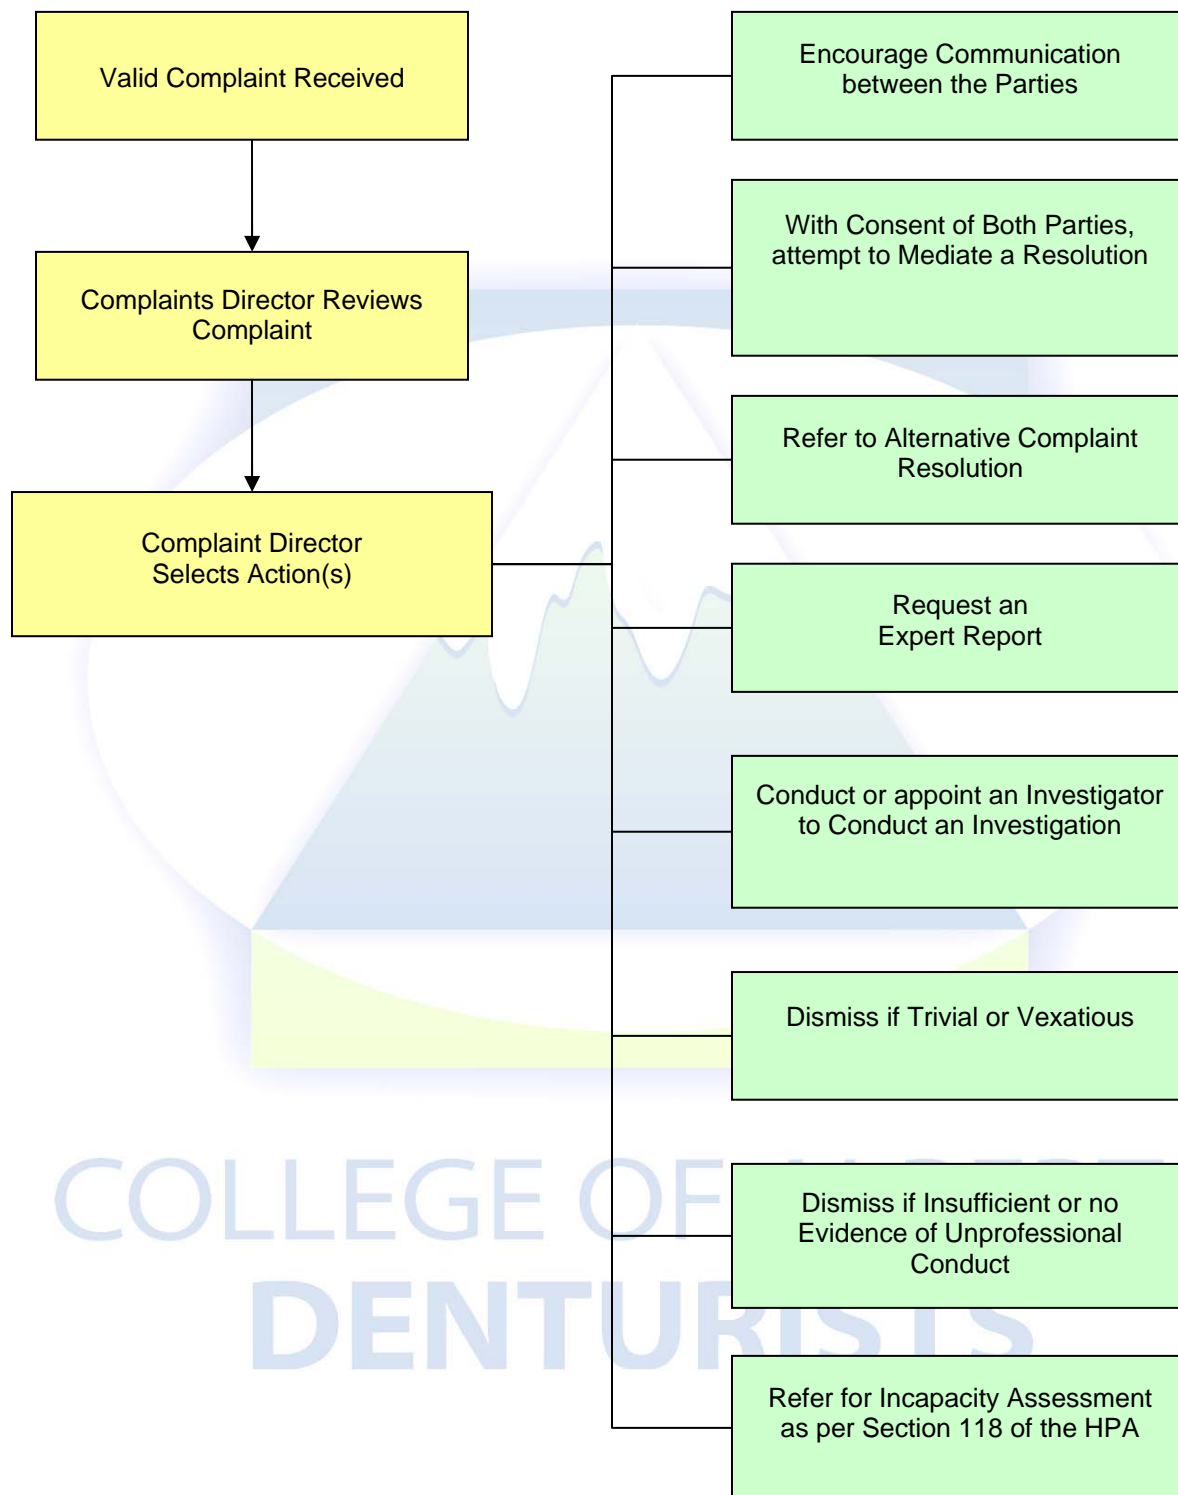 Valid Complaint Received
Complaints Director Reviews
Complaint
Complaint Director
Selects Action(s)
Encourage Communication
between the Parties
With Consent of Both Parties,
attempt to Mediate a Resolution
Refer to Alternative Complaint
Resolution
Request an
Expert Report
Conduct or appoint an Investigator
to Conduct an Investigation
Dismiss if Trivial or Vexatious
Dismiss if Insufficient or no
Evidence of Unprofessional
Conduct
Refer for Incapacity Assessment
as per Section 118 of the HPA
COLLEGE OF
DENTURISTS